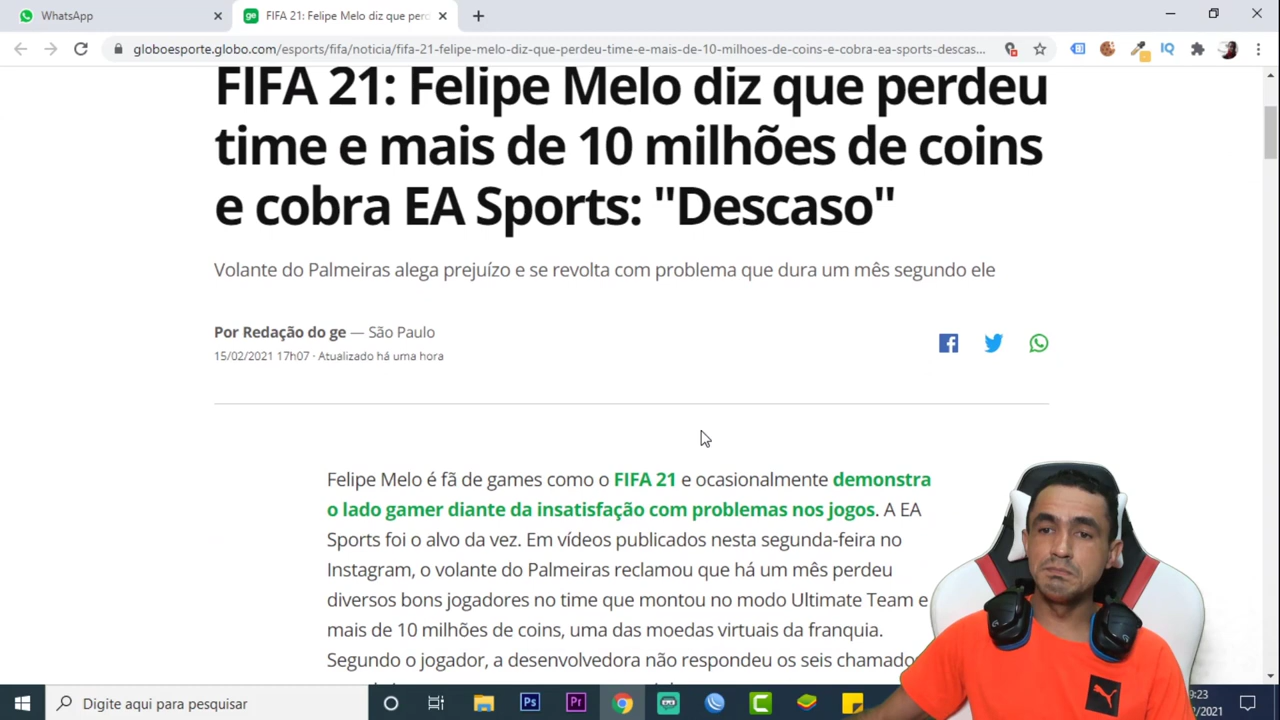 WhatsApp
ge
FIFA 21: Felipe Melo diz que perd
globoesporte.globo.com/esports/fifa/noticia/fifa-21-felipe-melo-diz-que-perdeu-time-e-mais-de-10-milhoes-de-coins-e-cobra-ea-sports-descas...
IQ
FIFA 21: Felipe Melo diz que perdeu
time e mais de 10 milhões de coins
e cobra EA Sports: "Descaso"
Volante do Palmeiras alega prejuízo e se revolta com problema que dura um mês segundo ele
Por Redação do ge — São Paulo
15/02/2021 17h07 · Atualizado há uma hora
Felipe Melo é fã de games como o FIFA 21 e ocasionalmente demonstra
o lado gamer diante da insatisfação com problemas nos jogos. A EA
Sports foi o alvo da vez. Em vídeos publicados nesta segunda-feira no
Instagram, o volante do Palmeiras reclamou que há um mês perdeu
diversos bons jogadores no time que montou no modo Ultimate Team e
mais de 10 milhões de coins, uma das moedas virtuais da franquia.
Segundo o jogador, a desenvolvedora não respondeu os seis chamado
PUMA
Digite aqui para pesquisar
Ps
Pr
9:23
/2021